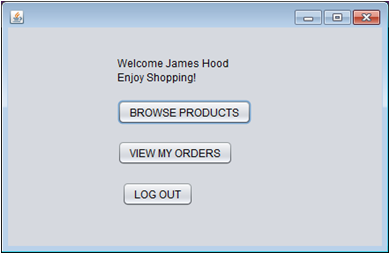 Welcome James Hood
Enjoy Shopping!
BROWSE PRODUCTS
VIEW MY ORDERS
LOG OUT